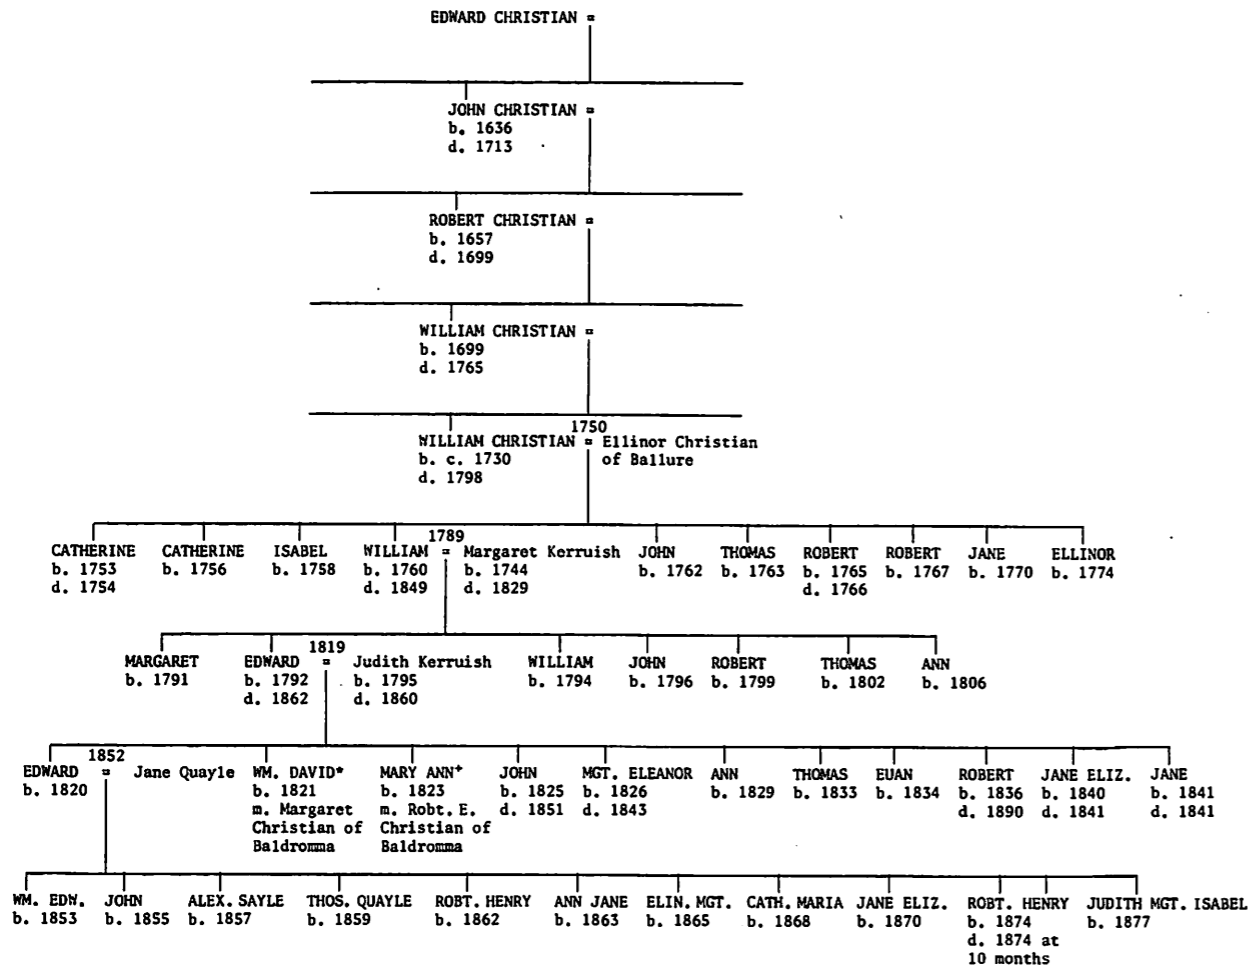 EDWARD CHRISTIAN =
JOHN CHRISTIAN =
b. 1636
d. 1713
ROBERT CHRISTIAN =
b. 1657
d. 1699
WILLIAM CHRISTIAN =
b. 1699
d. 1765
1750
WILLIAM CHRISTIAN = Ellinor Christian
b. c. 1730 of Ballure
d. 1798
1789
CATHERINE CATHERINE ISABEL WILLIAM = Margaret Kerruish JOHN THOMAS ROBERT ROBERT JANE ELLINOR
b. 1753 b. 1756 b. 1758 b. 1760 b. 1744 b. 1762 b. 1763 b. 1765 b. 1767 b. 1770 b. 1774
d. 1754 d. 1849 d. 1829 d. 1766
1819
MARGARET EDWARD = Judith Kerruish WILLIAM JOHN ROBERT THOMAS ANN
b. 1791 b. 1792 b. 1795 b. 1794 b. 1796 b. 1799 b. 1802 b. 1806
d. 1862 d. 1860
1852
EDWARD = Jane Quayle WM. DAVID* MARY ANN+ JOHN MGT. ELEANOR ANN THOMAS EUAN ROBERT JANE ELIZ. JANE
b. 1820 b. 1821 b. 1823 b. 1825 b. 1826 b. 1829 b. 1833 b. 1834 b. 1836 b. 1840 b. 1841
m. Margaret m. Robt. E. d. 1851 d. 1843 d. 1890 d. 1841 d. 1841
Christian of Christian of
Baldromma Baldromma
WM. EDW. JOHN ALEX. SAYLE THOS. QUAYLE ROBT. HENRY ANN JANE ELIN. MGT. CATH. MARIA JANE ELIZ. ROBT. HENRY JUDITH MGT. ISABEL
b. 1853 b. 1855 b. 1857 b. 1859 b. 1862 b. 1863 b. 1865 b. 1868 b. 1870 b. 1874 b. 1877
d. 1874 at
10 months